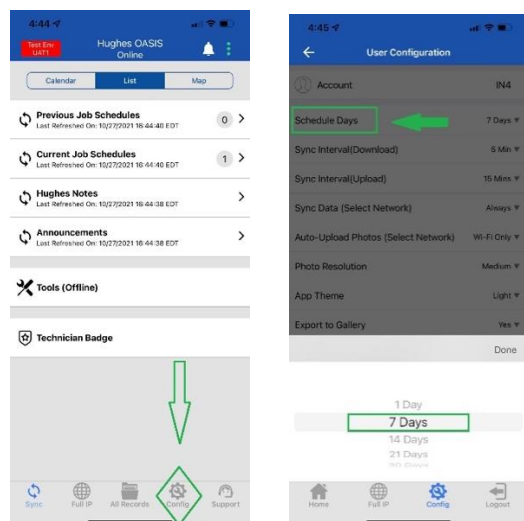 4:44
Test Env
UAT1
Hughes OASIS
Online
Calendar
List
Map
Previous Job Schedules
Last Refreshed On: 10/27/2021 16:44:40 EDT
0
Current Job Schedules
Last Refreshed On: 10/27/2021 16:44:40 EDT
1
Hughes Notes
Last Refreshed On: 10/27/2021 16:44:38 EDT
Announcements
Last Refreshed On: 10/27/2021 16:44:38 EDT
Tools (Offline)
Technician Badge
Sync
Full IP
All Records
Config
Support
4:45
User Configuration
Account
IN4
Schedule Days
7 Days
Sync Interval(Download)
5 Min
Sync Interval(Upload)
15 Mins
Sync Data (Select Network)
Always
Auto-Upload Photos (Select Network)
Wi-Fi Only
Photo Resolution
Medium
App Theme
Light
Export to Gallery
Yes
Done
1 Day
7 Days
14 Days
21 Days
Home
Full IP
Config
Logout